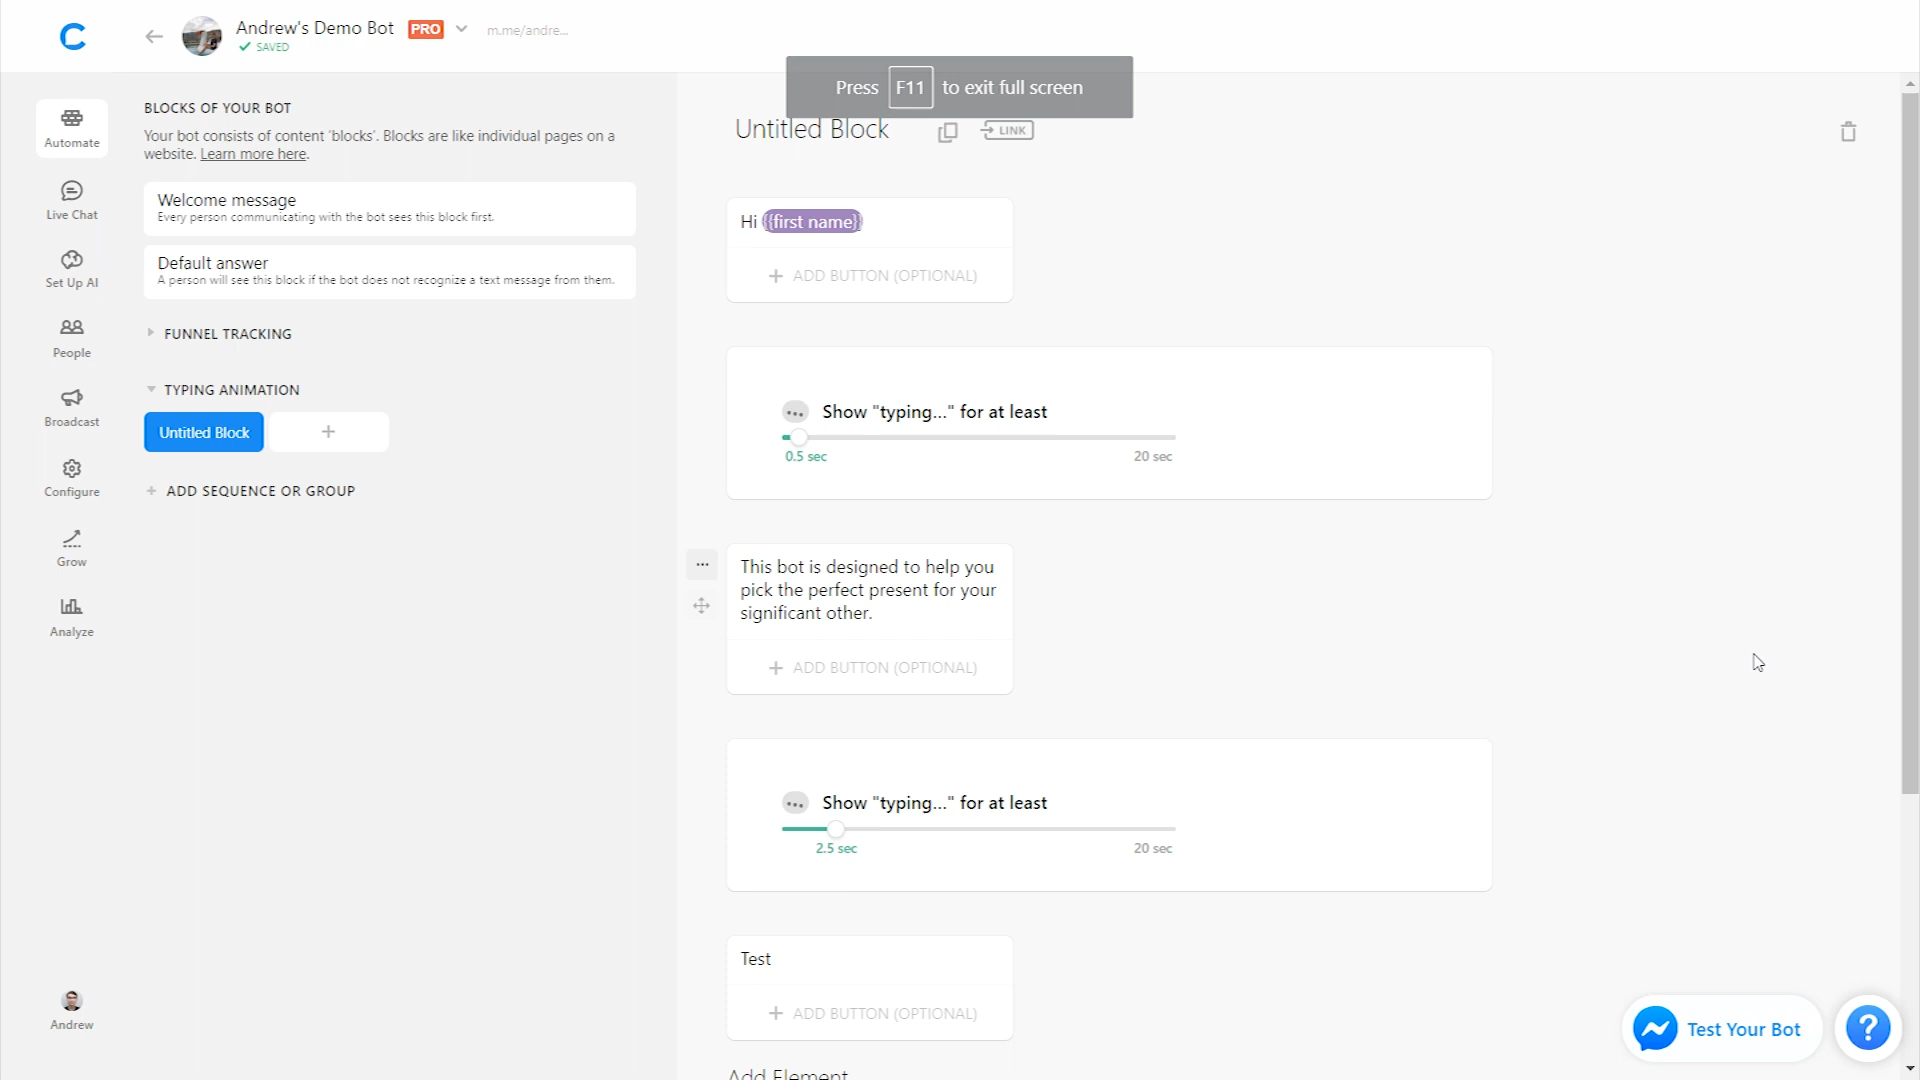 Andrew's Demo Bot PRO m.me/andre...
SAVED
Press F11 to exit full screen
Automate
Live Chat
Set Up AI
People
Broadcast
Configure
Grow
Analyze
Andrew
BLOCKS OF YOUR BOT
Your bot consists of content 'blocks'. Blocks are like individual pages on a
website. Learn more here.
Welcome message
Every person communicating with the bot sees this block first.
Default answer
A person will see this block if the bot does not recognize a text message from them.
FUNNEL TRACKING
TYPING ANIMATION
Untitled Block +
+ ADD SEQUENCE OR GROUP
Untitled Block LINK
Hi {{first name}}
+ ADD BUTTON (OPTIONAL)
Show "typing..." for at least
0.5 sec 20 sec
This bot is designed to help you
pick the perfect present for your
significant other.
+ ADD BUTTON (OPTIONAL)
Show "typing..." for at least
2.5 sec 20 sec
Test
+ ADD BUTTON (OPTIONAL)
Add Element
Test Your Bot ?